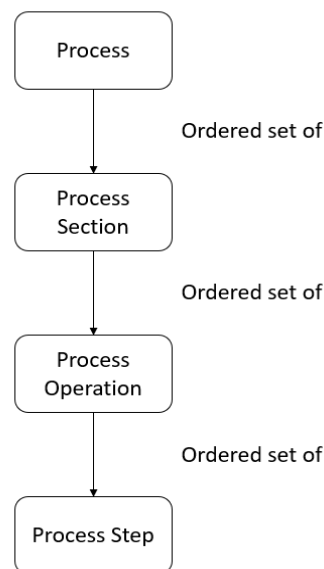 Process
Ordered set of
Process
Section
Ordered set of
Process
Operation
Ordered set of
Process Step